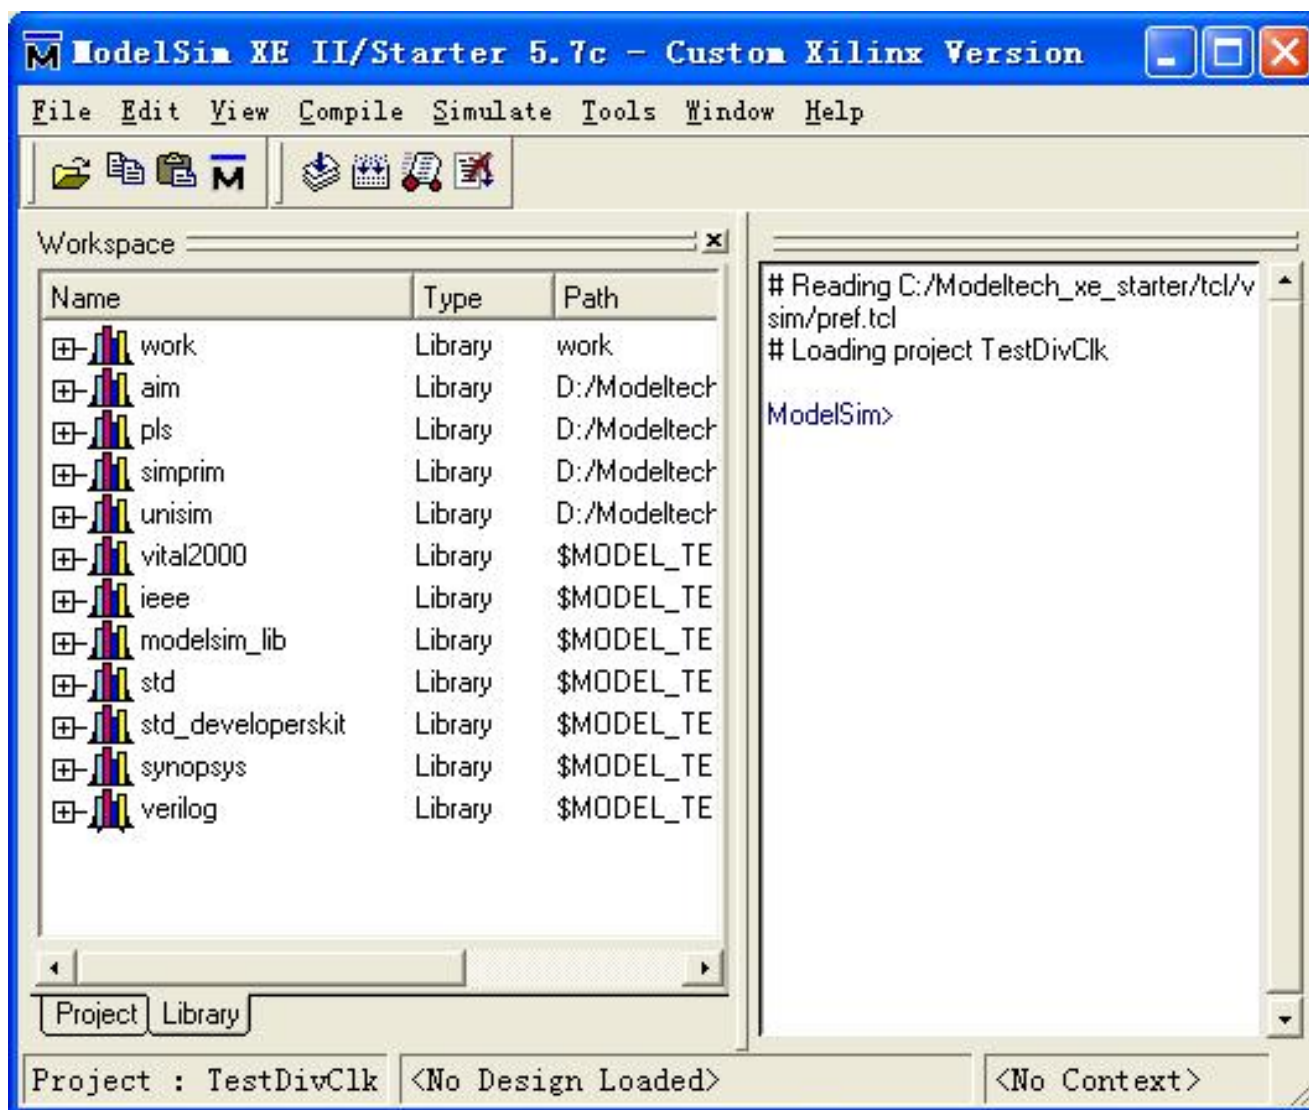 ModelSim XE II/Starter 5.7c - Custom Xilinx Version
File Edit View Compile Simulate Tools Window Help
Workspace
Name Type Path
work Library work
aim Library D:/Modeltech
pls Library D:/Modeltech
simprim Library D:/Modeltech
unisim Library D:/Modeltech
vital2000 Library $MODEL_TE
ieee Library $MODEL_TE
modelsim_lib Library $MODEL_TE
std Library $MODEL_TE
std_developerskit Library $MODEL_TE
synopsys Library $MODEL_TE
verilog Library $MODEL_TE
Project Library
# Reading C:/Modeltech_xe_starter/tcl/v
sim/pref.tcl
# Loading project TestDivClk
ModelSim>
Project : TestDivClk <No Design Loaded> <No Context>